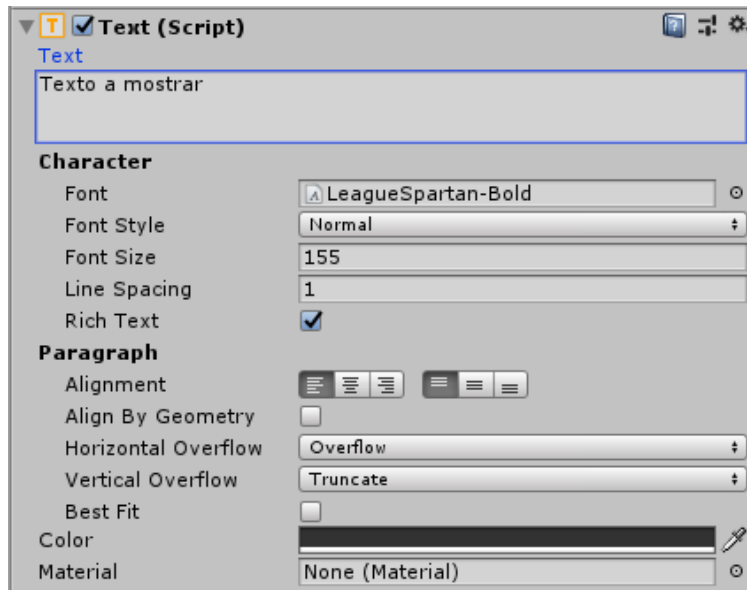 Text (Script)
Text
Texto a mostrar
Character
Font LeagueSpartan-Bold
Font Style Normal
Font Size 155
Line Spacing 1
Rich Text
Paragraph
Alignment
Align By Geometry
Horizontal Overflow Overflow
Vertical Overflow Truncate
Best Fit
Color
Material None (Material)